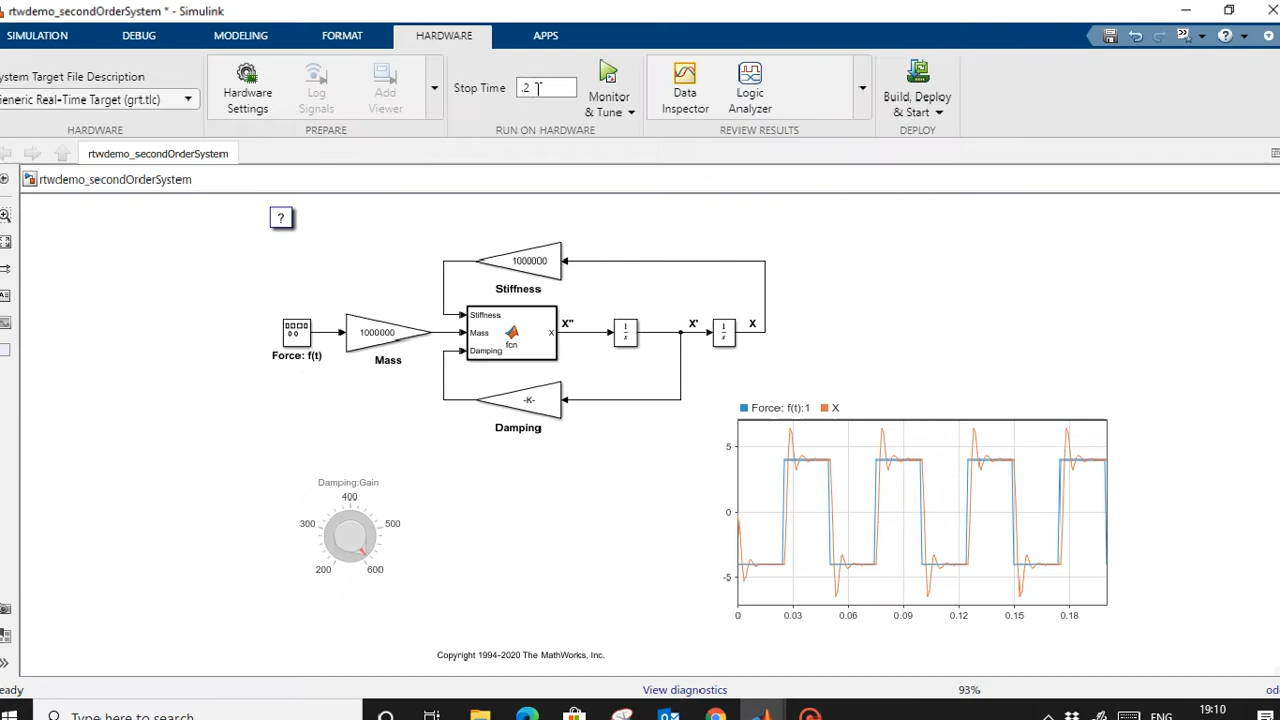 rtwdemo_secondOrderSystem * - Simulink
SIMULATION DEBUG MODELING FORMAT HARDWARE APPS
ystem Target File Description
eneric Real-Time Target (grt.tlc)
HARDWARE
Hardware Settings
Log Signals
Add Viewer
PREPARE
Stop Time .2
Monitor & Tune
RUN ON HARDWARE
Data Inspector
Logic Analyzer
REVIEW RESULTS
Build, Deploy & Start
DEPLOY
rtwdemo_secondOrderSystem
rtwdemo_secondOrderSystem
?
1000000
Stiffness
Force: f(t)
1000000
Mass
Stiffness
Mass
Damping
fcn
X
X''
1
s
X'
1
s
X
-K-
Damping
Damping:Gain
400
300 500
200 600
Force: f(t):1 X
5
0
-5
0 0.03 0.06 0.09 0.12 0.15 0.18
Copyright 1994-2020 The MathWorks, Inc.
eady View diagnostics 93% od
Type here to search
ENG
19:10